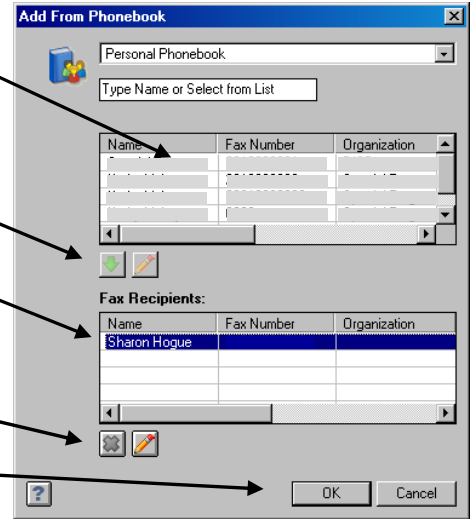 Add From Phonebook
Personal Phonebook
Type Name or Select from List
Name Fax Number Organization
Fax Recipients:
Name Fax Number Organization
Sharon Hogue
? OK Cancel